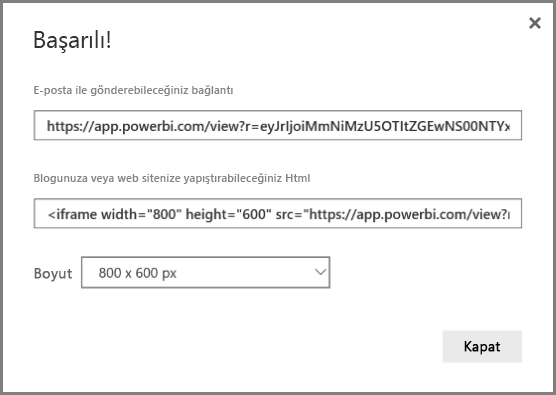 Başarılı!
E-posta ile gönderebileceğiniz bağlantı
https://app.powerbi.com/view?r=eyJrIjoiMmNiMzU5OTItZGEwNS00NTYx
Blogunuza veya web sitenize yapıştırabileceğiniz Html
<iframe width="800" height="600" src="https://app.powerbi.com/view?r
Boyut 800 x 600 px
Kapat